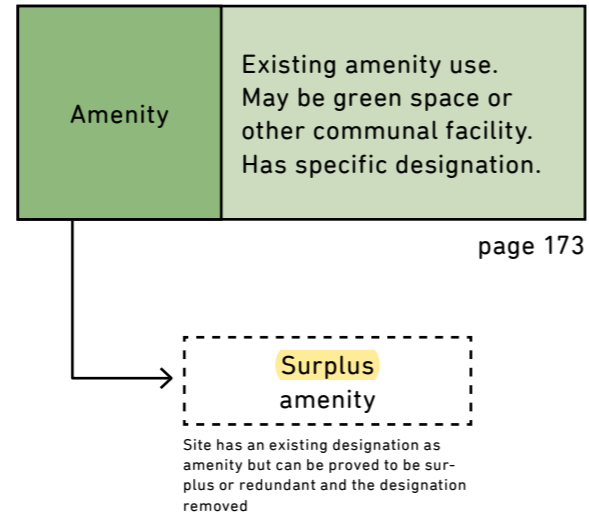 Amenity
Existing amenity use.
May be green space or
other communal facility.
Has specific designation.
page 173
Surplus
amenity
Site has an existing designation as
amenity but can be proved to be sur-
plus or redundant and the designation
removed